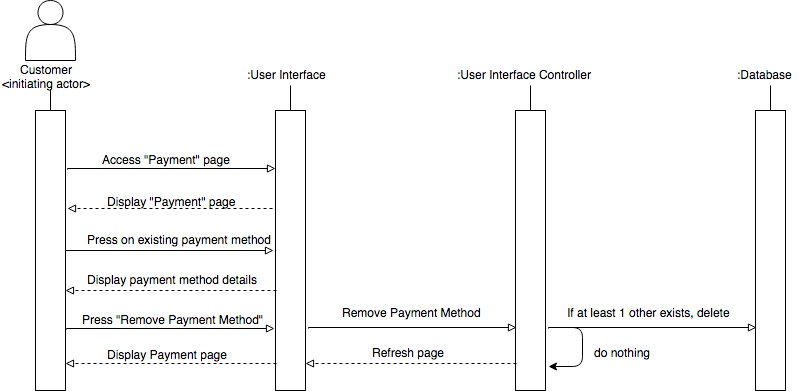 Customer
<initiating actor>
:User Interface
:User Interface Controller
:Database
Access "Payment" page
Display "Payment" page
Press on existing payment method
Display payment method details
Press "Remove Payment Method"
Remove Payment Method
If at least 1 other exists, delete
Display Payment page
Refresh page
do nothing